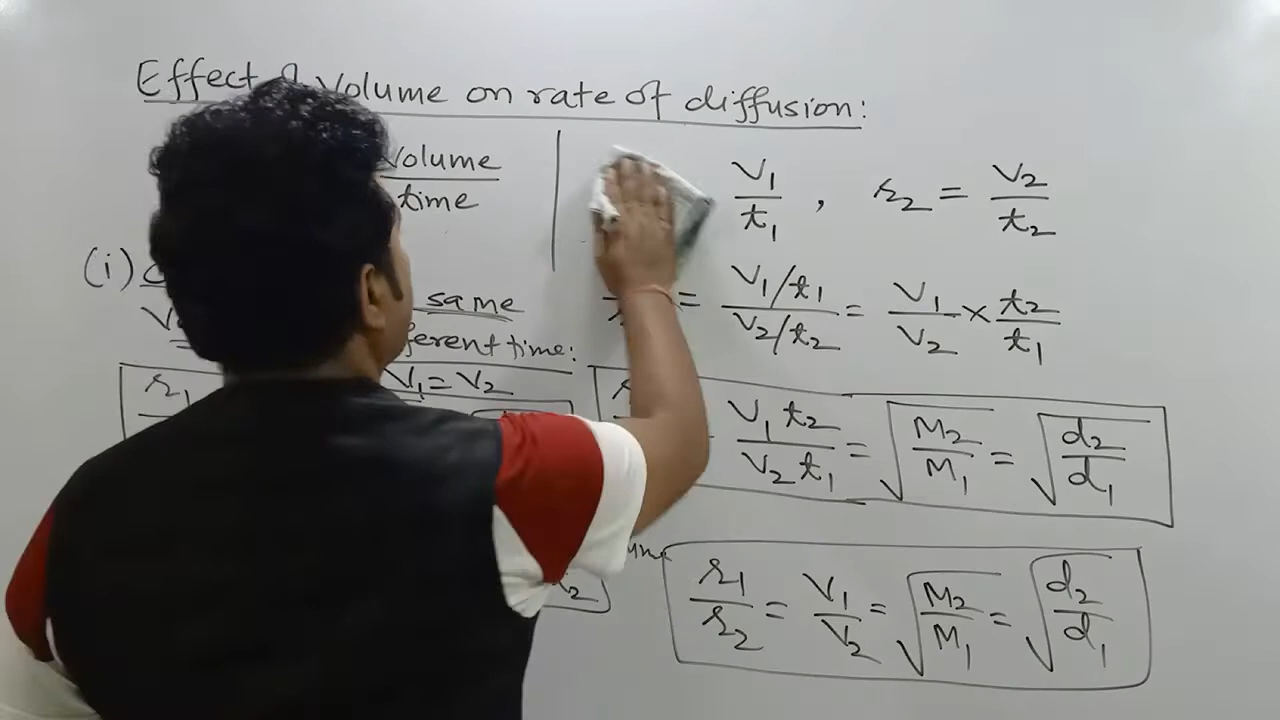 Effect of Volume on rate of diffusion:
Volume / time
V1/t1 , r2 = V2/t2
(i)
same
= (V1/t1)/(V2/t2) = V1/V2 × t2/t1
ferent time:
r1
V1 = V2
V1 t2 / V2 t1 = √(M2/M1) = √(d2/d1)
r1/r2 = V1/V2 = √(M2/M1) = √(d2/d1)